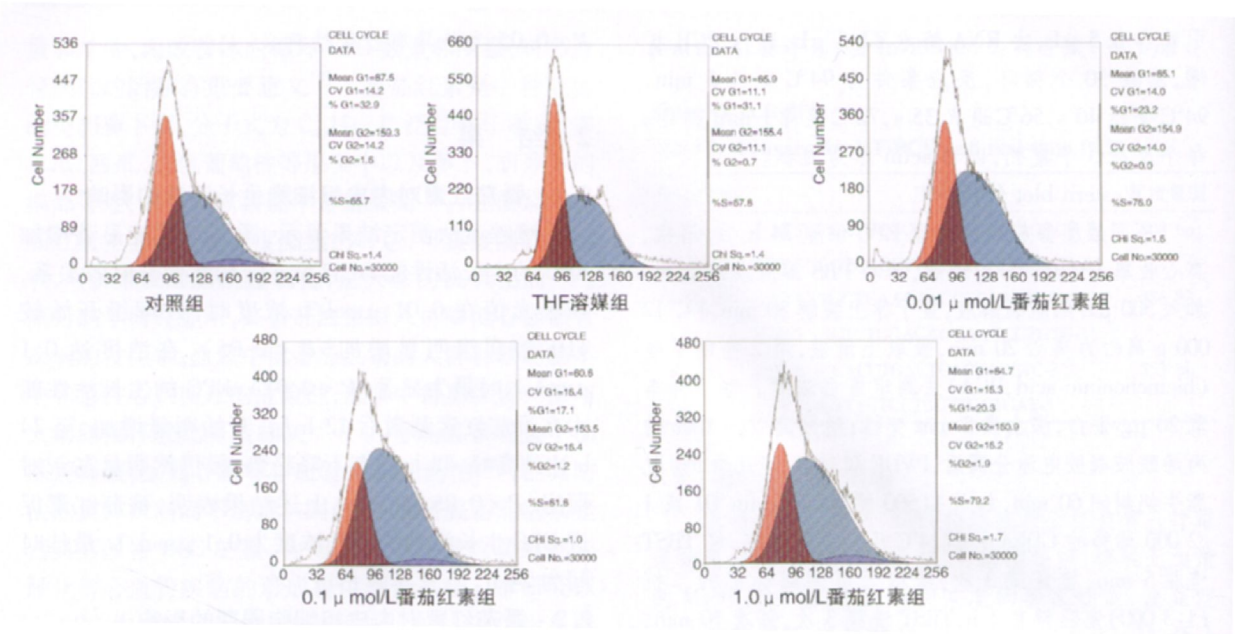 536
447
357
268
178
89
0
Cell Number
32 64 96 128 160 192 224 256
CELL CYCLE
DATA
Mean G1=87.6
CV G1=14.2
% G1=32.9
Mean G2=150.3
CV G2=14.2
% G2=1.5
%S=65.7
Chi Sq.=1.4
Cell No.=30000
对照组
660
550
440
330
220
110
0
Cell Number
0 32 64 96 128 160 192 224 256
CELL CYCLE
DATA
Mean G1=85.9
CV G1=11.1
% G1=31.1
Mean G2=155.4
CV G2=11.1
% G2=0.7
%S=57.8
Chi Sq.=1.4
Cell No.=30000
THF溶媒组
540
450
360
270
180
90
0
Cell Number
0 32 64 96 128 160 192 224 256
CELL CYCLE
DATA
Mean G1=85.1
CV G1=14.0
% G1=23.2
Mean G2=154.9
CV G2=14.0
% G2=0.0
%S=76.0
Chi Sq.=1.5
Cell No.=30000
0.01 μ mol/L番茄红素组
480
400
320
240
160
80
0
Cell Number
0 32 64 96 128 160 192 224 256
CELL CYCLE
DATA
Mean G1=80.6
CV G1=15.4
%G1=17.1
Mean G2=153.5
CV G2=15.4
%G2=1.2
%S=81.6
Chi Sq.=1.0
Cell No.=30000
0.1 μ mol/L番茄红素组
480
400
320
240
160
80
0
Cell Number
0 32 64 96 128 160 192 224 256
CELL CYCLE
DATA
Mean G1=84.7
CV G1=15.3
%G1=20.3
Mean G2=150.9
CV G2=15.2
%G2=1.9
%S=79.2
Chi Sq.=1.7
Cell No.=30000
1.0 μ mol/L番茄红素组